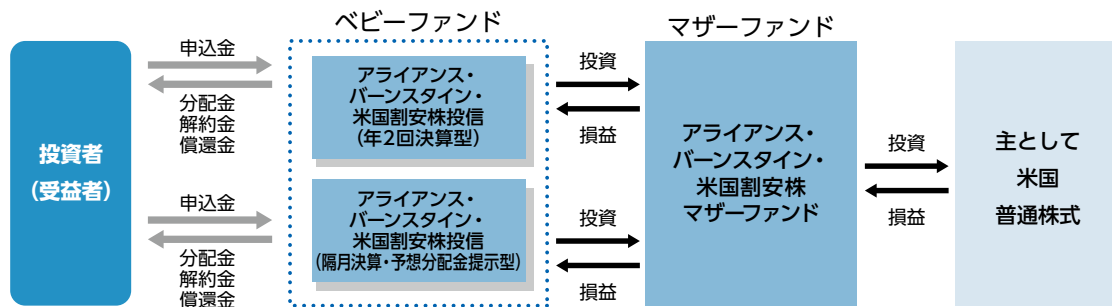 ベビーファンド
マザーファンド
投資者
(受益者)
申込金
分配金
解約金
償還金
アライアンス・
バーンスタイン・
米国割安株投信
(年2回決算型)
投資
損益
申込金
分配金
解約金
償還金
アライアンス・
バーンスタイン・
米国割安株投信
(隔月決算・予想分配金提示型)
投資
損益
アライアンス・
バーンスタイン・
米国割安株
マザーファンド
投資
損益
主として
米国
普通株式